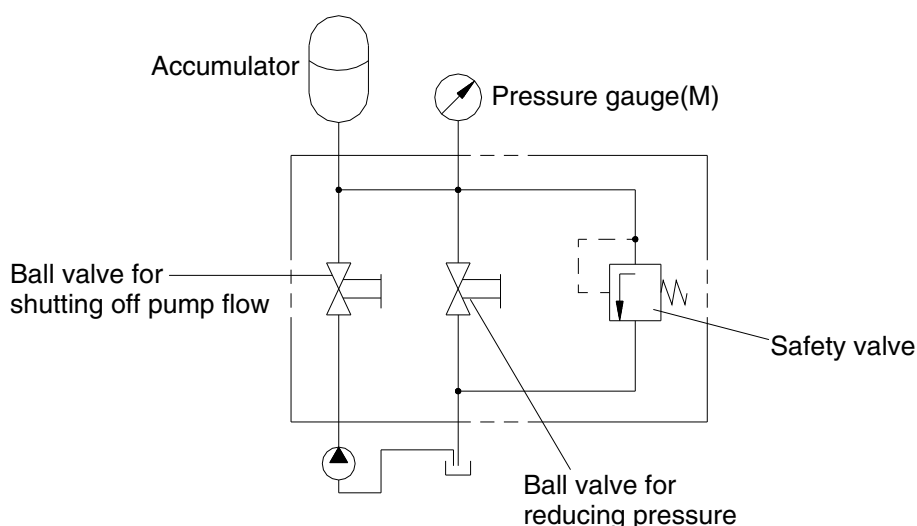 Accumulator
Pressure gauge(M)
Ball valve for
shutting off pump flow
Safety valve
Ball valve for
reducing pressure